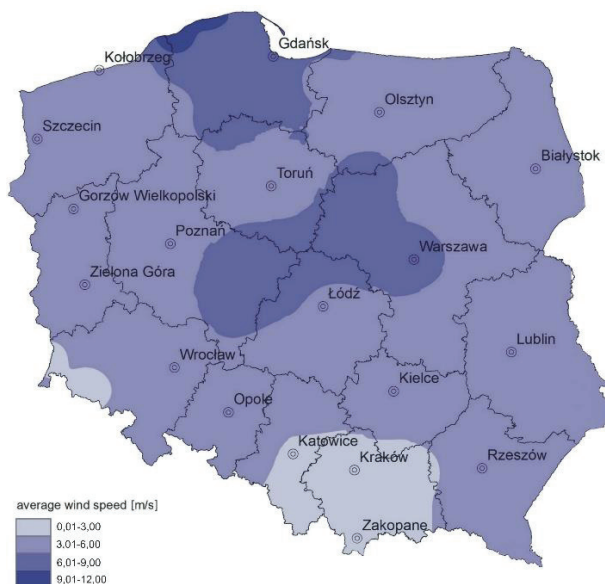 Gdańsk
Kołobrzeg
Olsztyn
Szczecin
Białystok
Toruń
Gorzów Wielkopolski
Poznań
Warszawa
Zielona Góra
Łódź
Lublin
Wrocław
Kielce
Opole
Katowice
Kraków
Rzeszów
Zakopane
average wind speed [m/s]
0,01-3,00
3.01-6,00
6,01-9,00
9,01-12,00